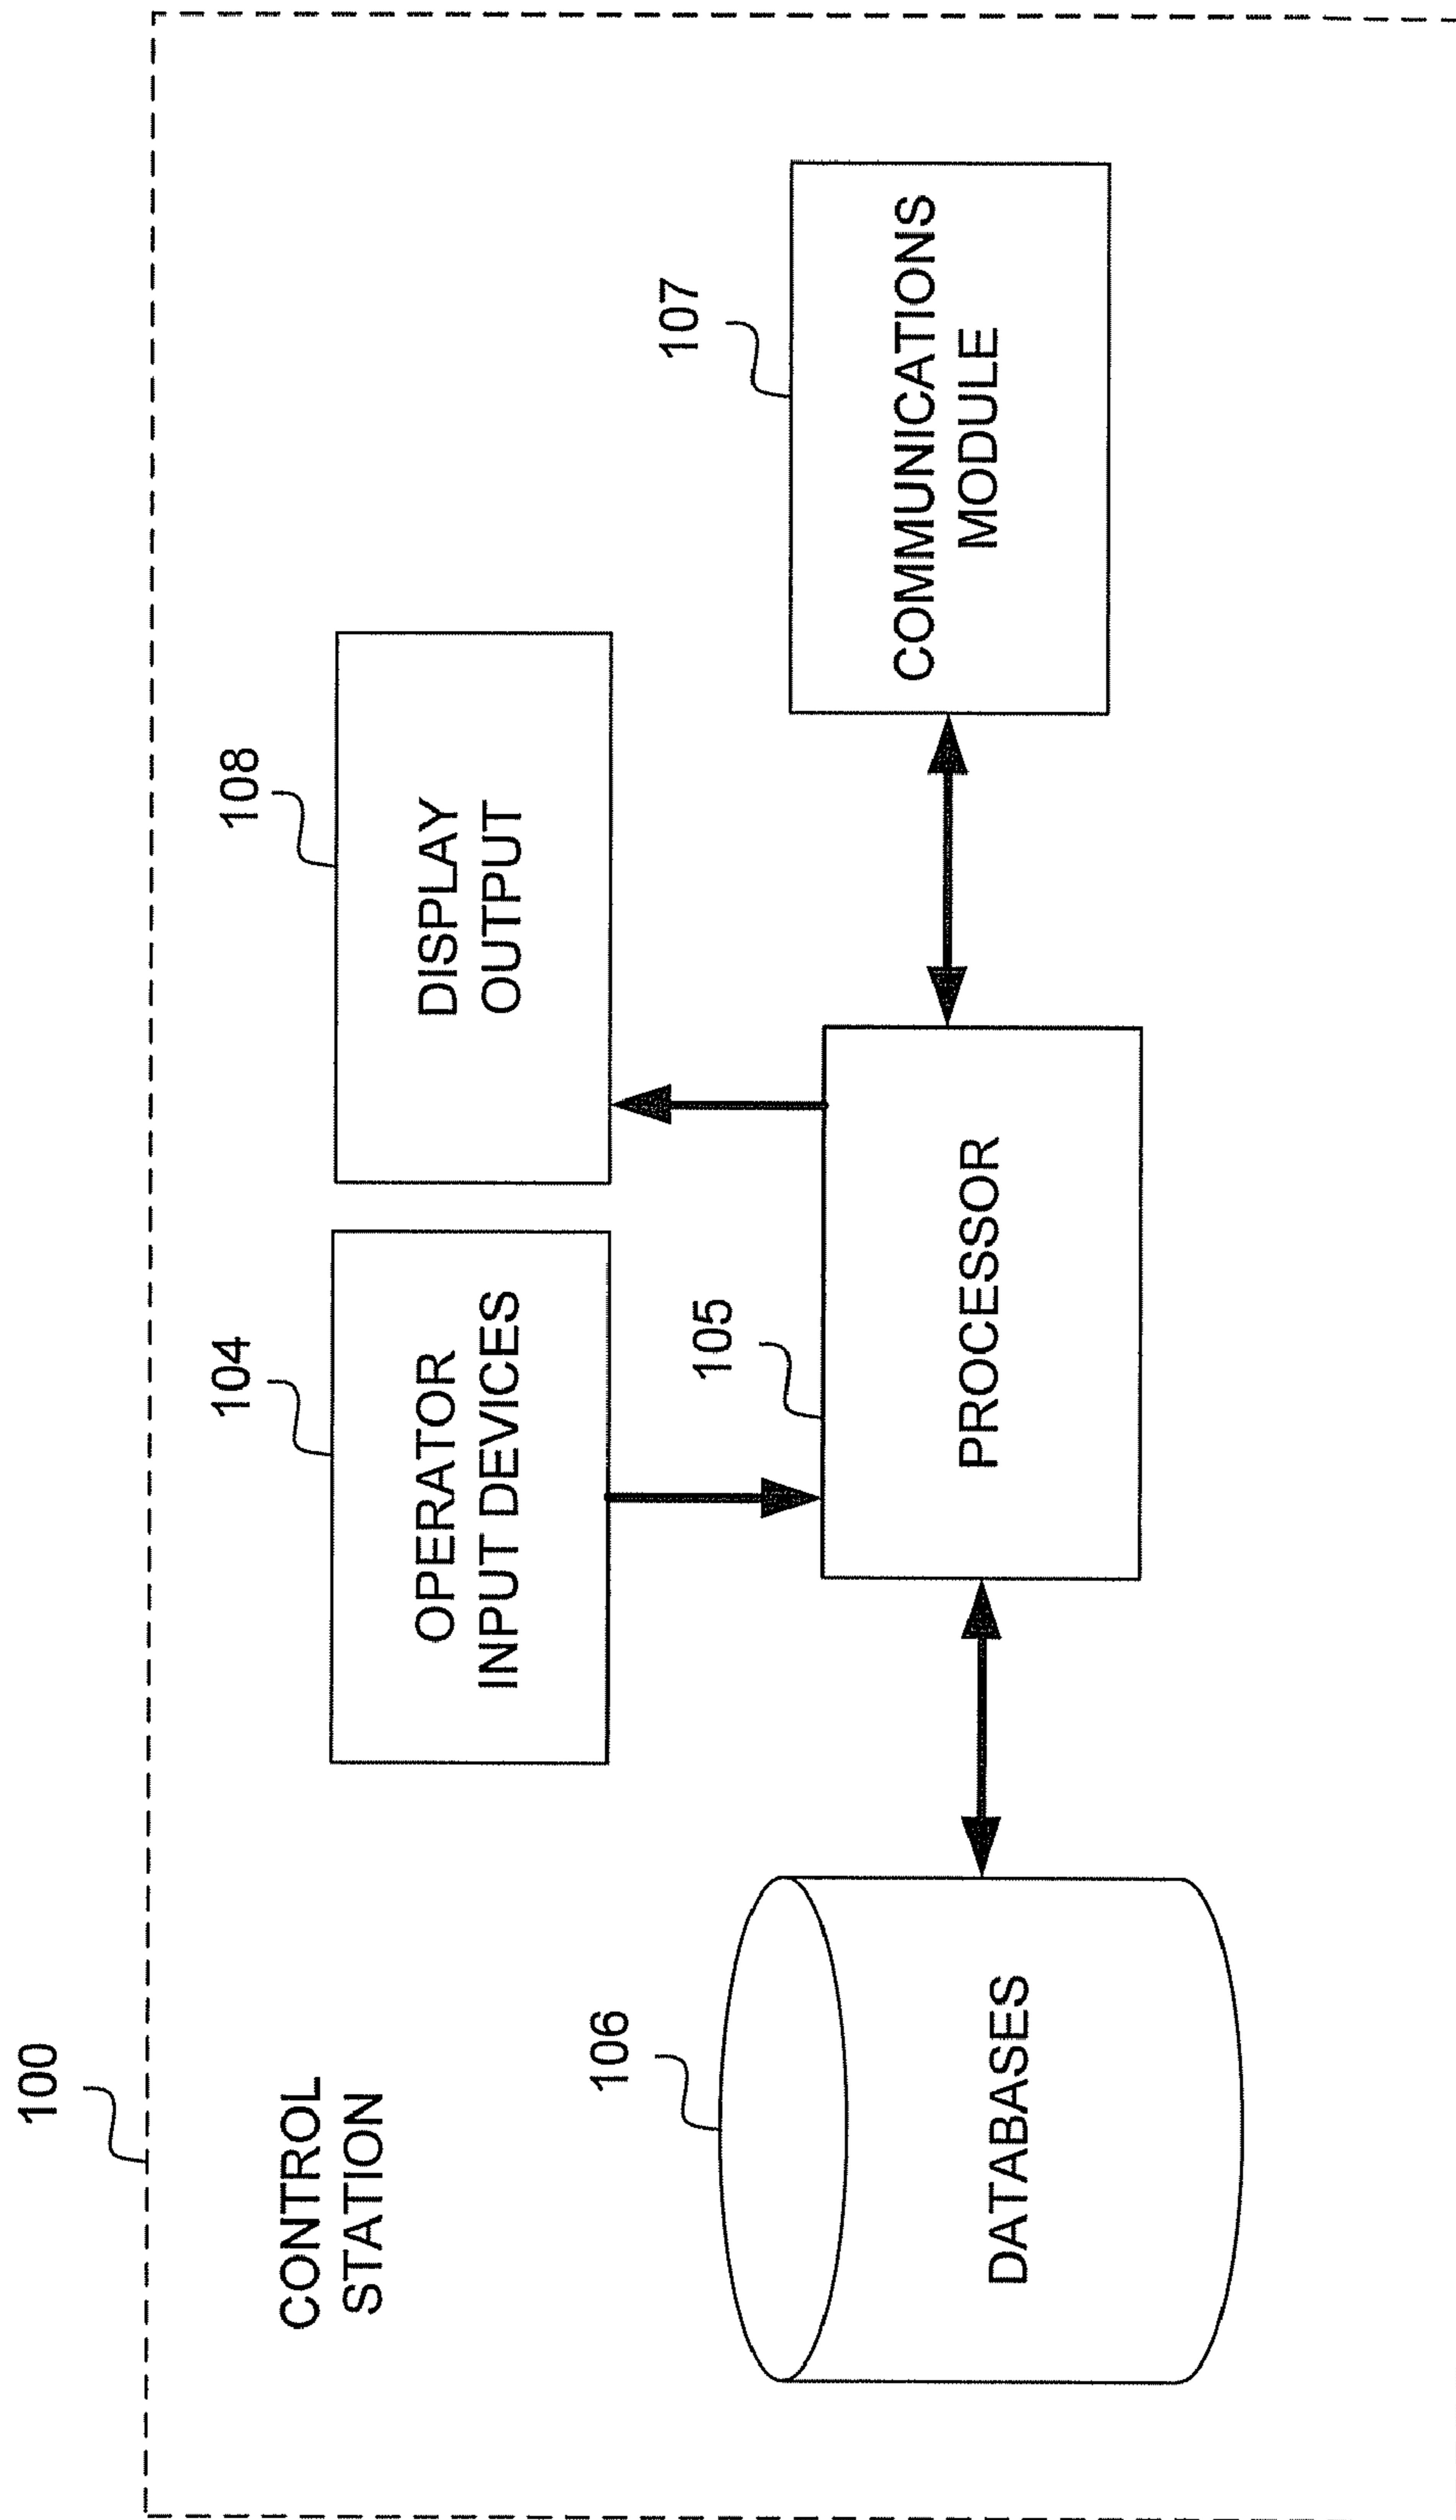 100
CONTROL
STATION
104
OPERATOR
INPUT DEVICES
108
DISPLAY
OUTPUT
106
DATABASES
105
PROCESSOR
107
COMMUNICATIONS
MODULE